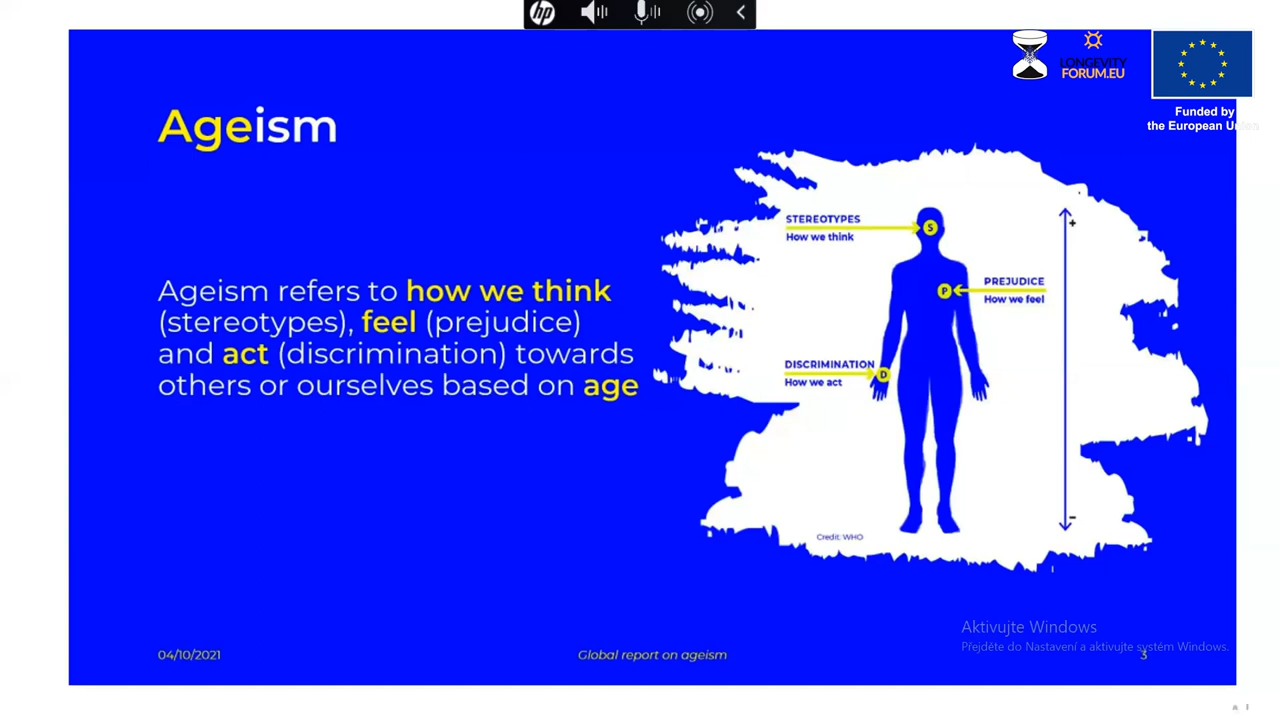 hp
LONGEVITY
FORUM.EU
Funded by
the European Union
Ageism
Ageism refers to how we think
(stereotypes), feel (prejudice)
and act (discrimination) towards
others or ourselves based on age
STEREOTYPES
How we think
S
PREJUDICE
How we feel
P
DISCRIMINATION
How we act
D
+
-
Credit: WHO
Aktivujte Windows
Přejděte do Nastavení a aktivujte systém Windows.
04/10/2021
Global report on ageism
3